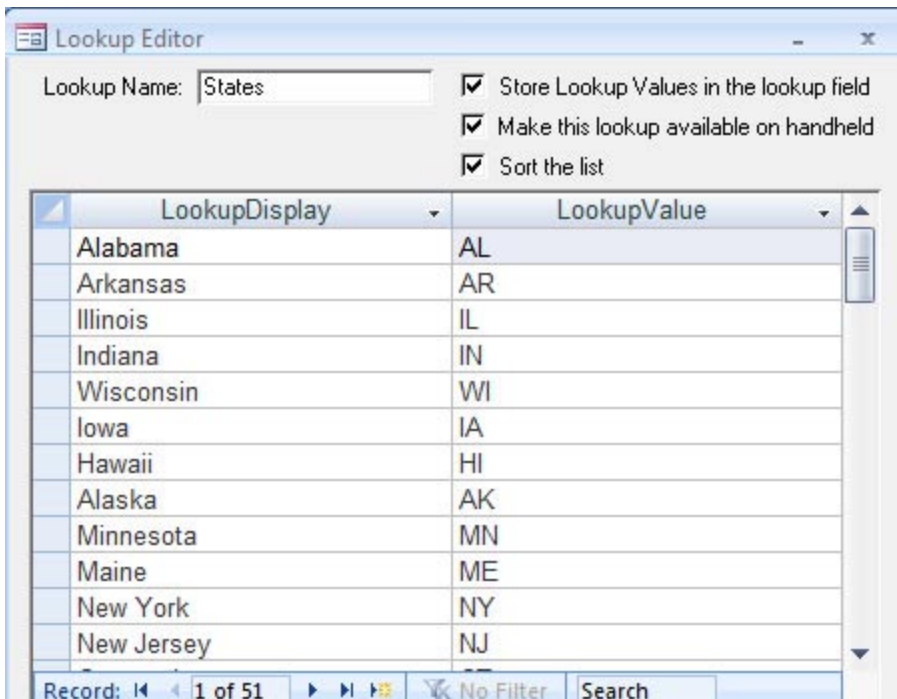 Lookup Editor
Lookup Name: States
Store Lookup Values in the lookup field
Make this lookup available on handheld
Sort the list
LookupDisplay LookupValue
Alabama AL
Arkansas AR
Illinois IL
Indiana IN
Wisconsin WI
Iowa IA
Hawaii HI
Alaska AK
Minnesota MN
Maine ME
New York NY
New Jersey NJ
Record: 1 of 51 No Filter Search